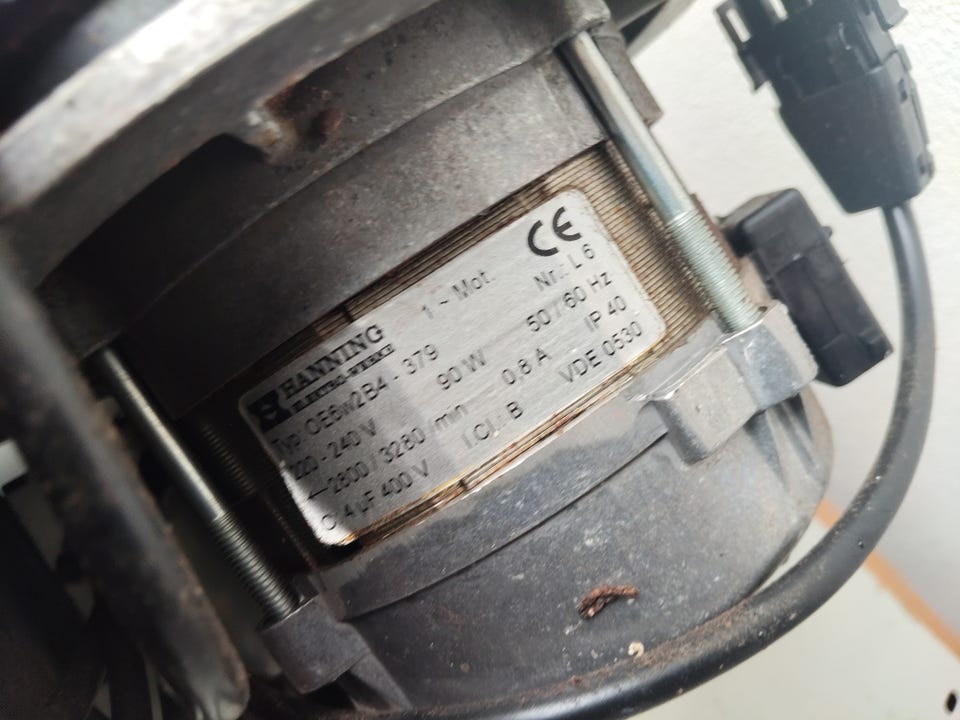 CE
HANNING
ELEKTRO-WERKE
1 ~ Mot. Nr.: L 6
Typ: OE6w2B4 - 379
220 - 240 V 90 W 50 / 60 Hz
←2800 / 3280 /min 0,8 A IP 40
C: 4 µF 400 V I.Cl.: B VDE 0530